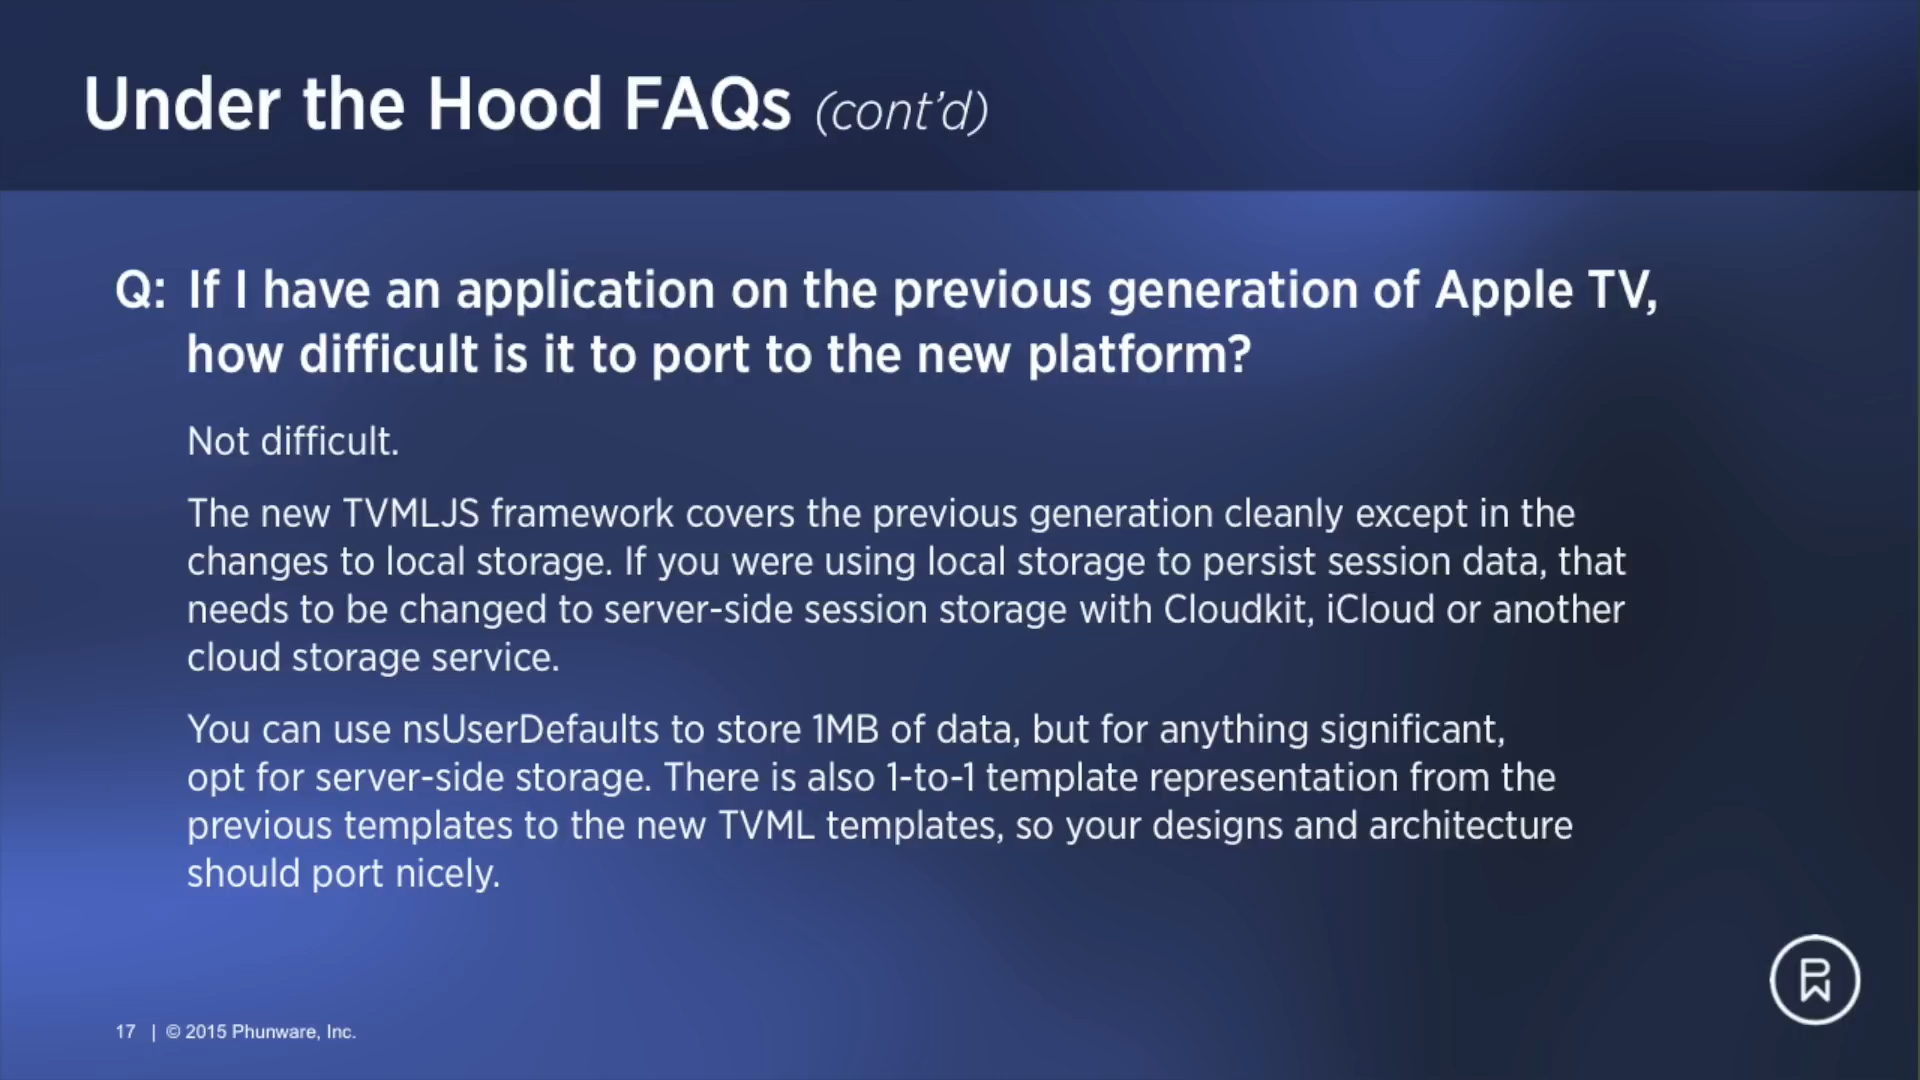 Under the Hood FAQs (cont’d)
Q: If I have an application on the previous generation of Apple TV,
how difficult is it to port to the new platform?
Not difficult.
The new TVMLJS framework covers the previous generation cleanly except in the
changes to local storage. If you were using local storage to persist session data, that
needs to be changed to server-side session storage with Cloudkit, iCloud or another
cloud storage service.
You can use nsUserDefaults to store 1MB of data, but for anything significant,
opt for server-side storage. There is also 1-to-1 template representation from the
previous templates to the new TVML templates, so your designs and architecture
should port nicely.
PW
17 | © 2015 Phunware, Inc.